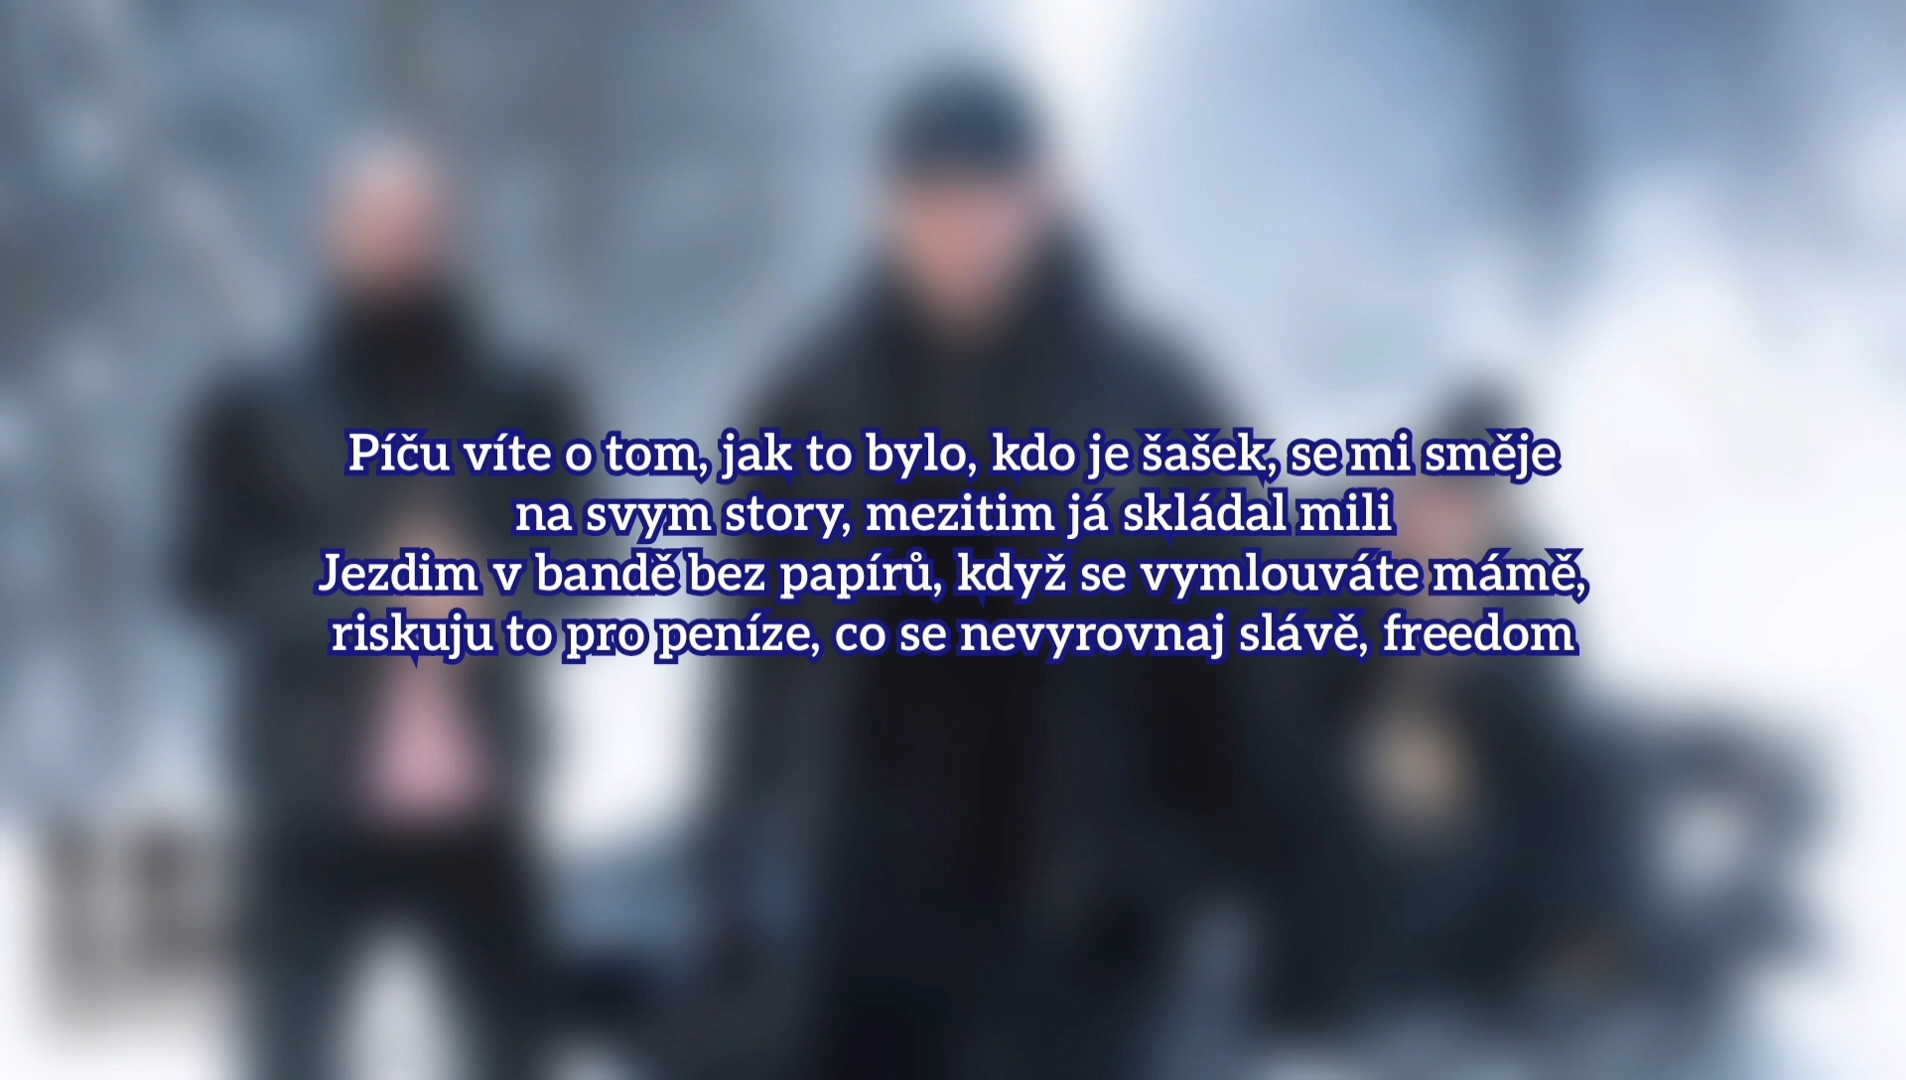 Píču víte o tom, jak to bylo, kdo je šašek, se mi směje
na svym story, mezitim já skládal mili
Jezdim v bandě bez papírů, když se vymlouváte mámě,
riskuju to pro peníze, co se nevyrovnaj slávě, freedom